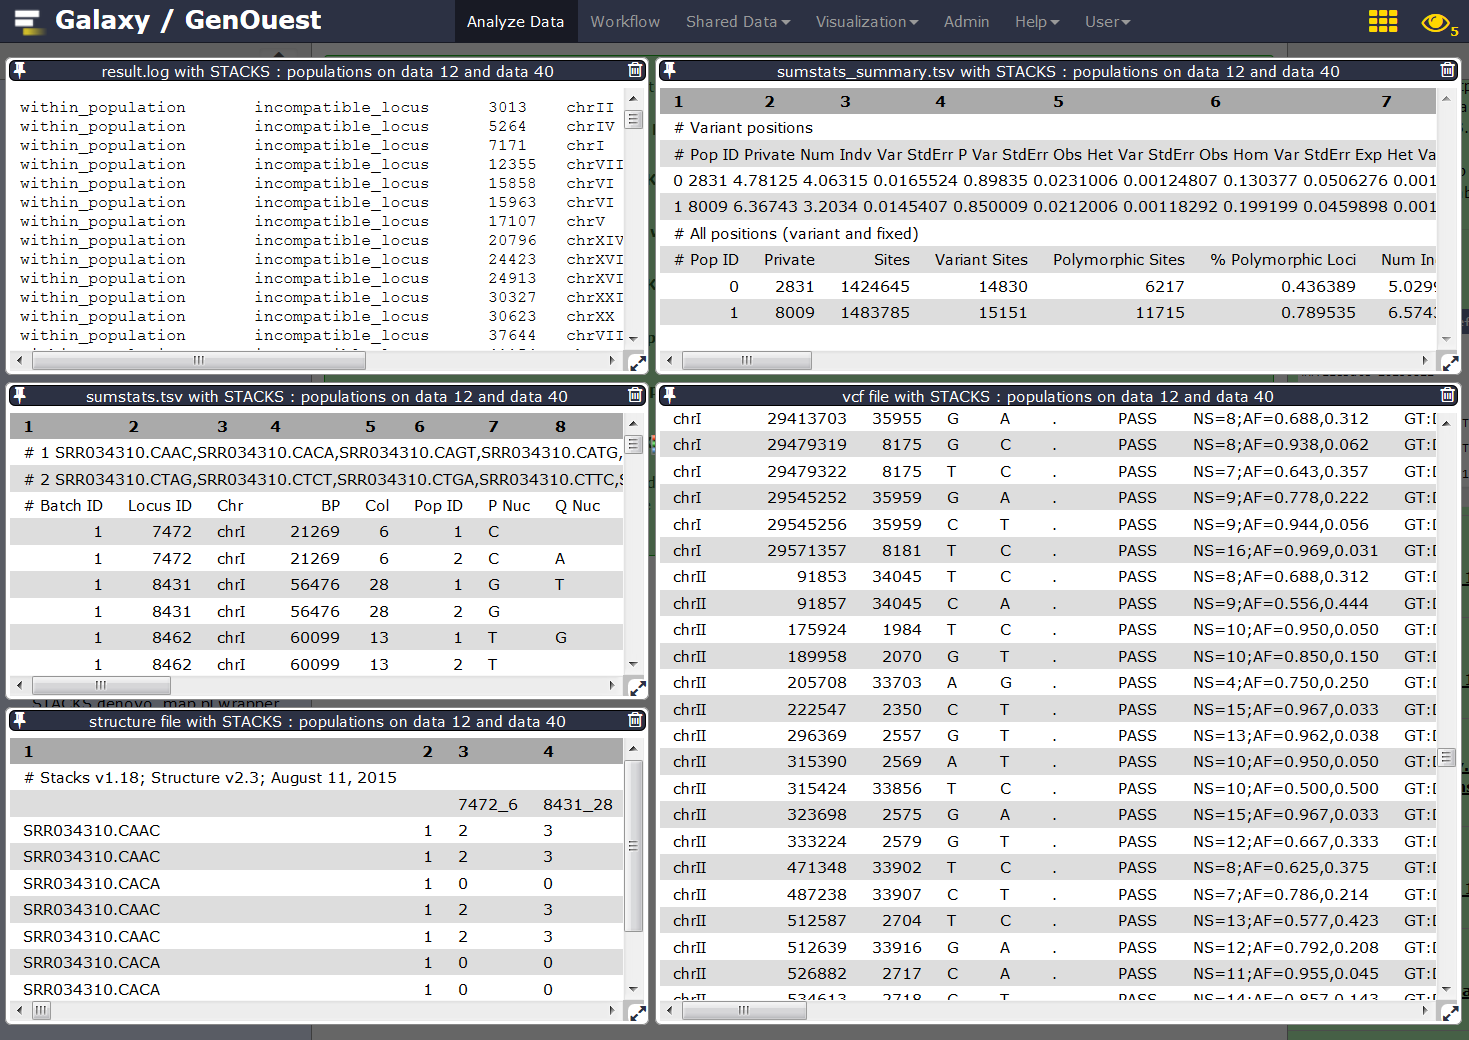 Galaxy / GenOuest
Analyze Data Workflow Shared Data Visualization Admin Help User
5
result.log with STACKS : populations on data 12 and data 40
within_population incompatible_locus 3013 chrII
within_population incompatible_locus 5264 chrIV
within_population incompatible_locus 7171 chrI
within_population incompatible_locus 12355 chrVII
within_population incompatible_locus 15858 chrVI
within_population incompatible_locus 15963 chrVI
within_population incompatible_locus 17107 chrV
within_population incompatible_locus 20796 chrXIV
within_population incompatible_locus 24423 chrXVI
within_population incompatible_locus 24913 chrXVI
within_population incompatible_locus 30327 chrXXI
within_population incompatible_locus 30623 chrXX
within_population incompatible_locus 37644 chrVII
sumstats_summary.tsv with STACKS : populations on data 12 and data 40
1 2 3 4 5 6 7
# Variant positions
# Pop ID Private Num Indv Var StdErr P Var StdErr Obs Het Var StdErr Obs Hom Var StdErr Exp Het Va
0 2831 4.78125 4.06315 0.0165524 0.89835 0.0231006 0.00124807 0.130377 0.0506276 0.001
1 8009 6.36743 3.2034 0.0145407 0.850009 0.0212006 0.00118292 0.199199 0.0459898 0.001
# All positions (variant and fixed)
# Pop ID Private Sites Variant Sites Polymorphic Sites % Polymorphic Loci Num In
0 2831 1424645 14830 6217 0.436389 5.0299
1 8009 1483785 15151 11715 0.789535 6.5743
sumstats.tsv with STACKS : populations on data 12 and data 40
1 2 3 4 5 6 7 8
# 1 SRR034310.CAAC,SRR034310.CACA,SRR034310.CAGT,SRR034310.CATG,
# 2 SRR034310.CTAG,SRR034310.CTCT,SRR034310.CTGA,SRR034310.CTTC,S
# Batch ID Locus ID Chr BP Col Pop ID P Nuc Q Nuc
1 7472 chrI 21269 6 1 C
1 7472 chrI 21269 6 2 C A
1 8431 chrI 56476 28 1 G T
1 8431 chrI 56476 28 2 G
1 8462 chrI 60099 13 1 T G
1 8462 chrI 60099 13 2 T
structure file with STACKS : populations on data 12 and data 40
1 2 3 4
# Stacks v1.18; Structure v2.3; August 11, 2015
7472_6 8431_28
SRR034310.CAAC 1 2 3
SRR034310.CAAC 1 2 3
SRR034310.CACA 1 0 0
SRR034310.CAAC 1 2 3
SRR034310.CAAC 1 2 3
SRR034310.CACA 1 0 0
SRR034310.CACA 1 0 0
vcf file with STACKS : populations on data 12 and data 40
chrI 29413703 35955 G A . PASS NS=8;AF=0.688,0.312 GT:D
chrI 29479319 8175 G C . PASS NS=8;AF=0.938,0.062 GT:D
chrI 29479322 8175 T C . PASS NS=7;AF=0.643,0.357 GT:D
chrI 29545252 35959 G A . PASS NS=9;AF=0.778,0.222 GT:D
chrI 29545256 35959 C T . PASS NS=9;AF=0.944,0.056 GT:D
chrI 29571357 8181 T C . PASS NS=16;AF=0.969,0.031 GT:D
chrII 91853 34045 T C . PASS NS=8;AF=0.688,0.312 GT:D
chrII 91857 34045 C A . PASS NS=9;AF=0.556,0.444 GT:D
chrII 175924 1984 T C . PASS NS=10;AF=0.950,0.050 GT:D
chrII 189958 2070 G T . PASS NS=10;AF=0.850,0.150 GT:D
chrII 205708 33703 A G . PASS NS=4;AF=0.750,0.250 GT:D
chrII 222547 2350 C T . PASS NS=15;AF=0.967,0.033 GT:D
chrII 296369 2557 G T . PASS NS=13;AF=0.962,0.038 GT:D
chrII 315390 2569 A T . PASS NS=10;AF=0.950,0.050 GT:D
chrII 315424 33856 T C . PASS NS=10;AF=0.500,0.500 GT:D
chrII 323698 2575 G A . PASS NS=15;AF=0.967,0.033 GT:D
chrII 333224 2579 G T . PASS NS=12;AF=0.667,0.333 GT:D
chrII 471348 33902 T C . PASS NS=8;AF=0.625,0.375 GT:D
chrII 487238 33907 C T . PASS NS=7;AF=0.786,0.214 GT:D
chrII 512587 2704 T C . PASS NS=13;AF=0.577,0.423 GT:D
chrII 512639 33916 G A . PASS NS=12;AF=0.792,0.208 GT:D
chrII 526882 2717 C A . PASS NS=11;AF=0.955,0.045 GT:D
chrII 534613 2718 C T . PASS NS=14;AF=0.857,0.143 GT:D